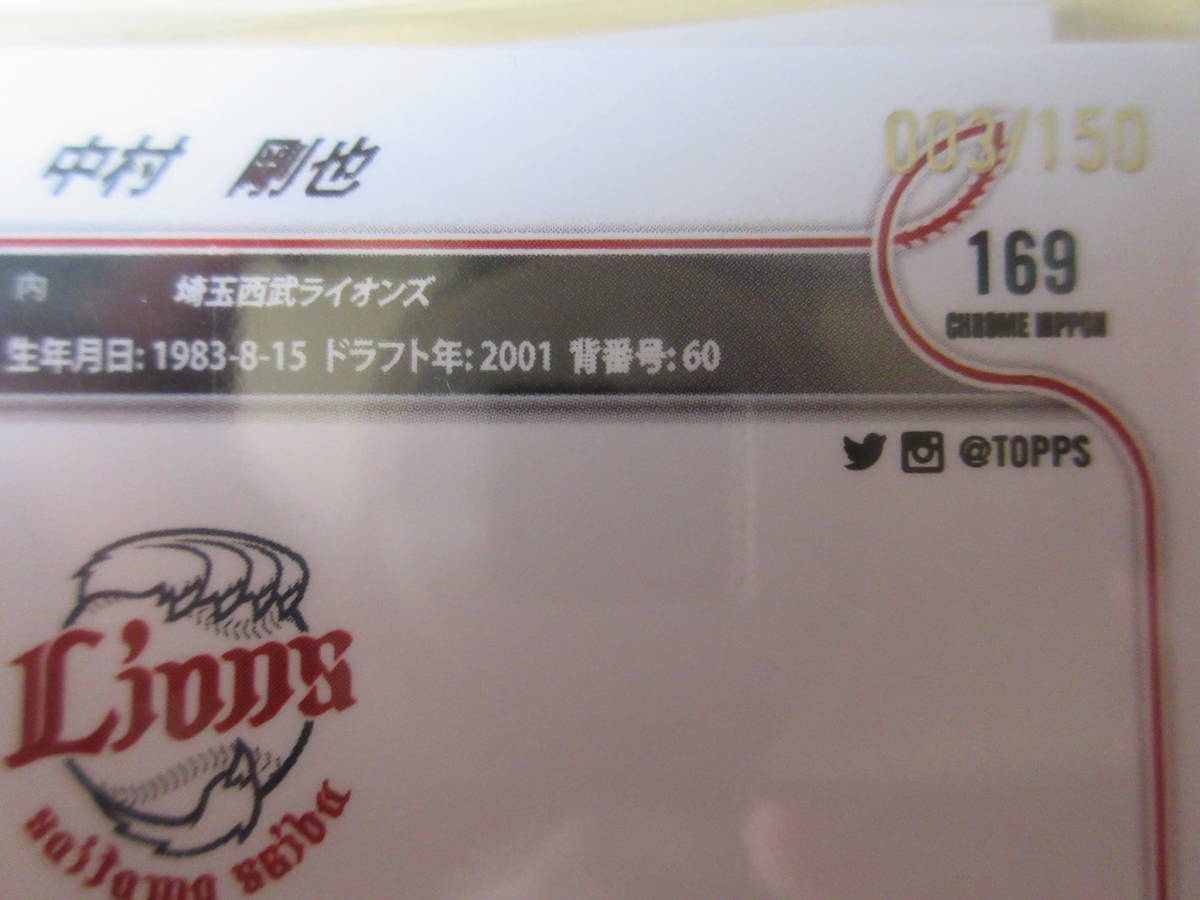 003/150
中村 剛也
169
CHROME NPPON
内 埼玉西武ライオンズ
生年月日: 1983-8-15 ドラフト年: 2001 背番号: 60
@TOPPS
Lions
saitama seibu